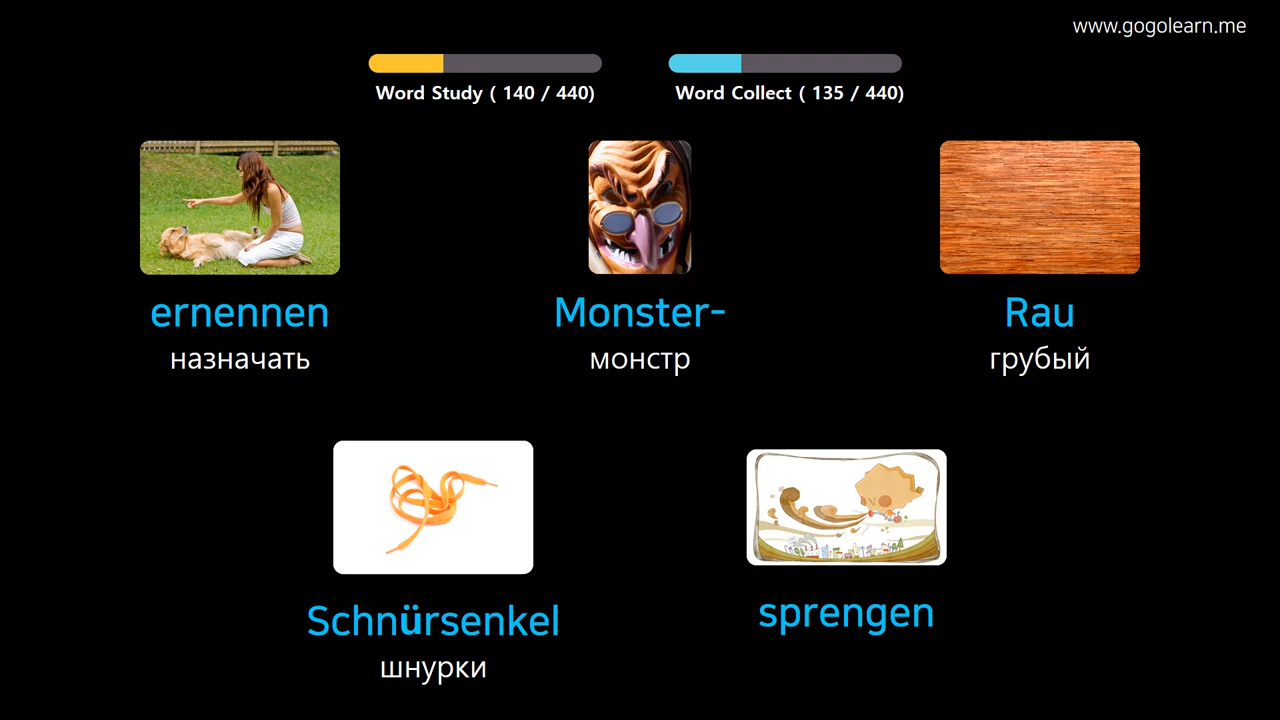 www.gogolearn.me
Word Study ( 140 / 440)
Word Collect ( 135 / 440)
ernennen
назначать
Monster-
монстр
Rau
грубый
Schnürsenkel
шнурки
sprengen